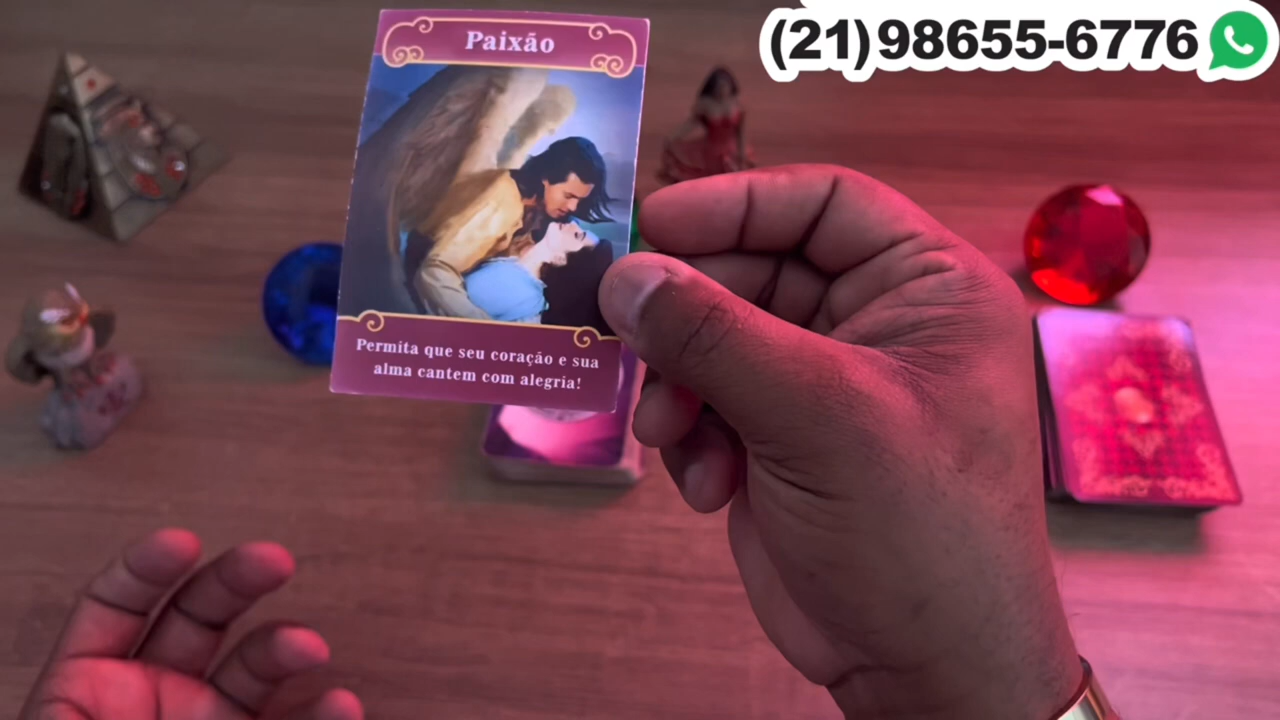 (21)98655-6776
Paixão
Permita que seu coração e sua
alma cantem com alegria!